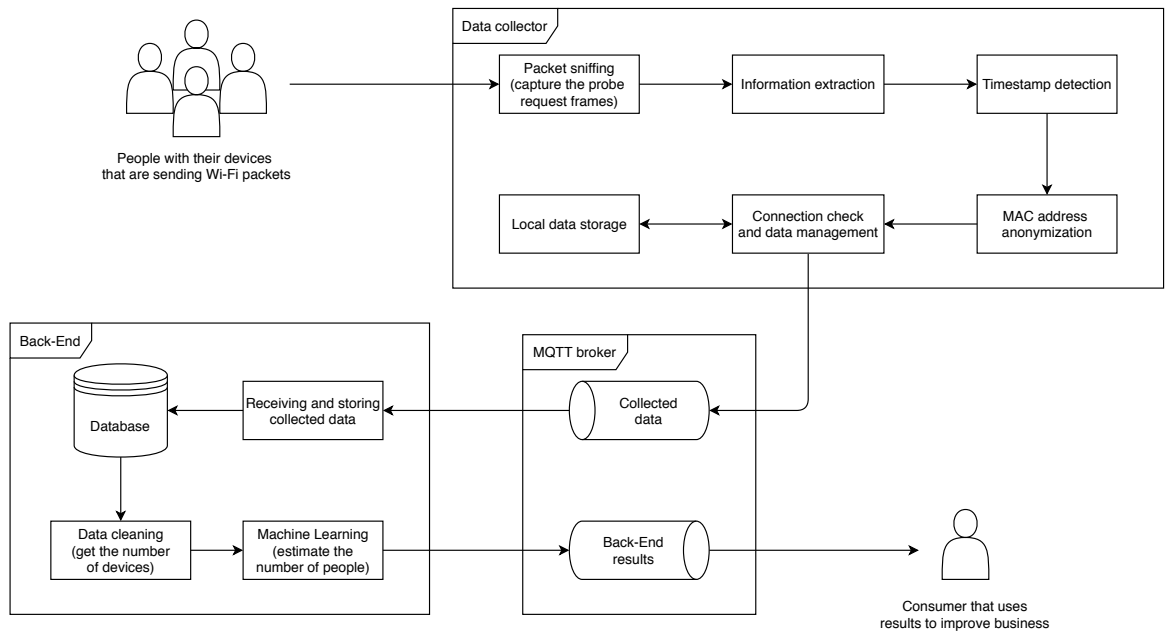 Data collector
Packet sniffing
(capture the probe
request frames)
Information extraction
Timestamp detection
People with their devices
that are sending Wi-Fi packets
Local data storage
Connection check
and data management
MAC address
anonymization
Back-End
Database
Receiving and storing
collected data
MQTT broker
Collected
data
Data cleaning
(get the number
of devices)
Machine Learning
(estimate the
number of people)
Back-End
results
Consumer that uses
results to improve business